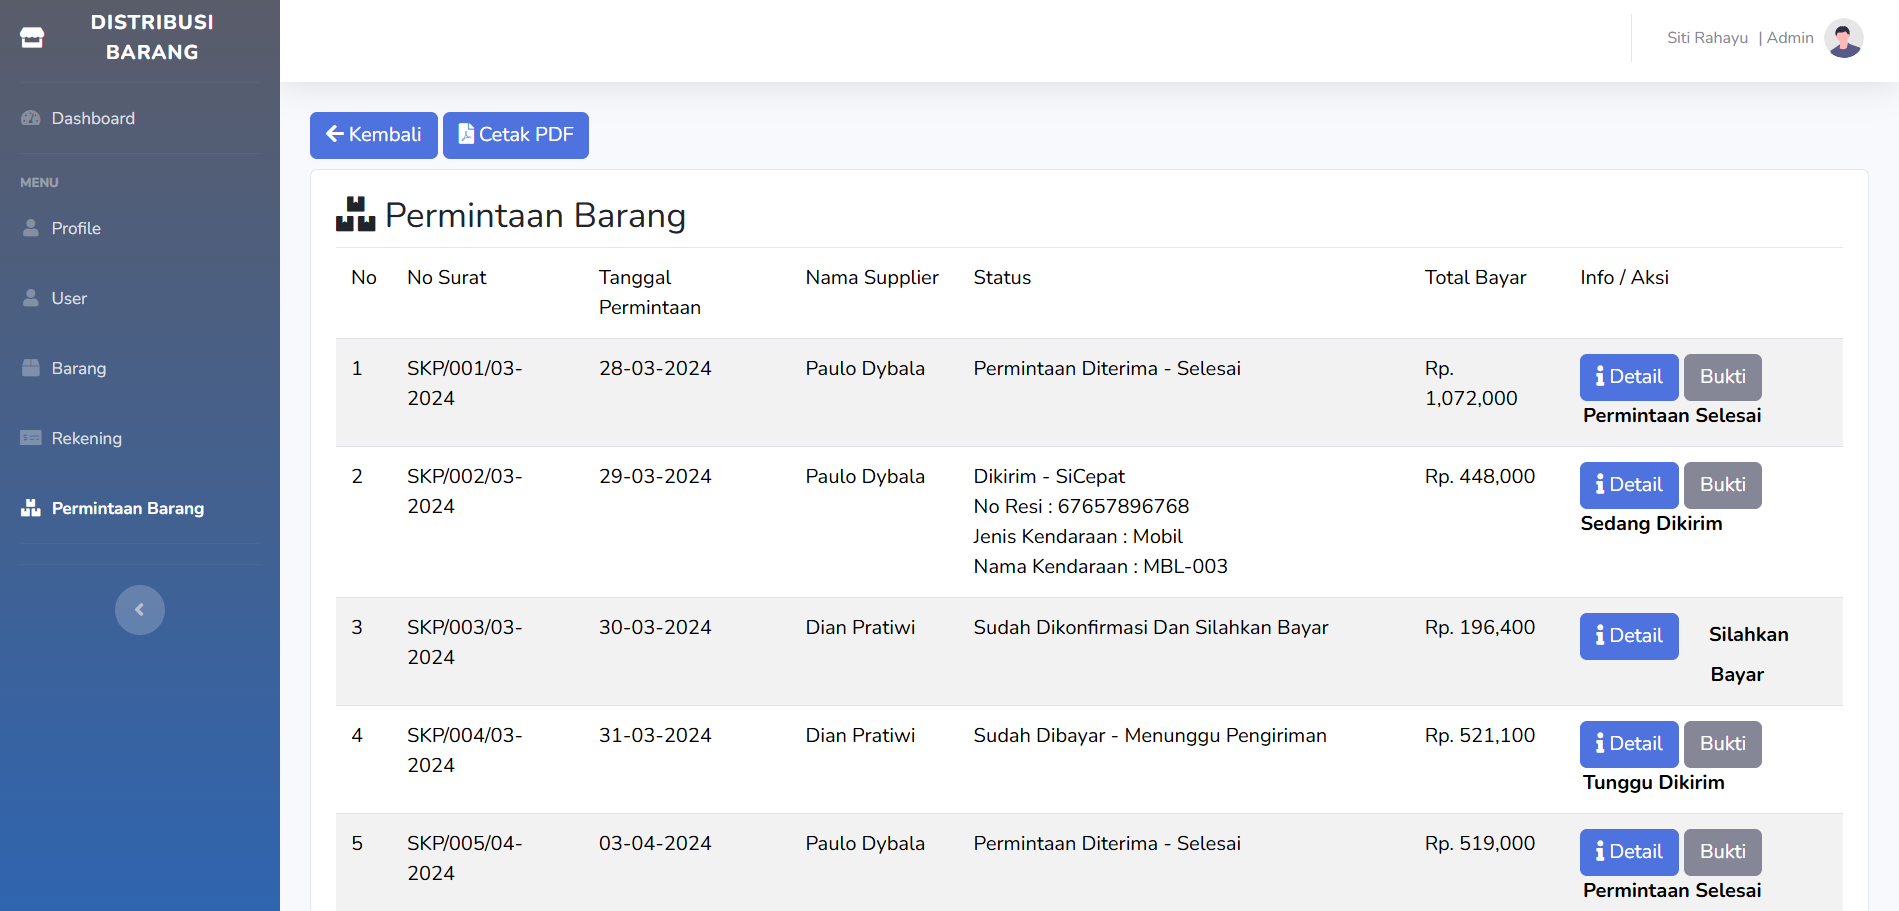 DISTRIBUSI
BARANG
Siti Rahayu | Admin
Dashboard
MENU
Profile
User
Barang
Rekening
Permintaan Barang
Kembali
Cetak PDF
Permintaan Barang
No No Surat Tanggal Permintaan Nama Supplier Status Total Bayar Info / Aksi
1 SKP/001/03-2024 28-03-2024 Paulo Dybala Permintaan Diterima - Selesai Rp. 1,072,000 Detail Bukti
Permintaan Selesai
2 SKP/002/03-2024 29-03-2024 Paulo Dybala Dikirim - SiCepat Rp. 448,000 Detail Bukti
No Resi : 67657896768
Sedang Dikirim
Jenis Kendaraan : Mobil
Nama Kendaraan : MBL-003
3 SKP/003/03-2024 30-03-2024 Dian Pratiwi Sudah Dikonfirmasi Dan Silahkan Bayar Rp. 196,400 Detail Silahkan
Bayar
4 SKP/004/03-2024 31-03-2024 Dian Pratiwi Sudah Dibayar - Menunggu Pengiriman Rp. 521,100 Detail Bukti
Tunggu Dikirim
5 SKP/005/04-2024 03-04-2024 Paulo Dybala Permintaan Diterima - Selesai Rp. 519,000 Detail Bukti
Permintaan Selesai